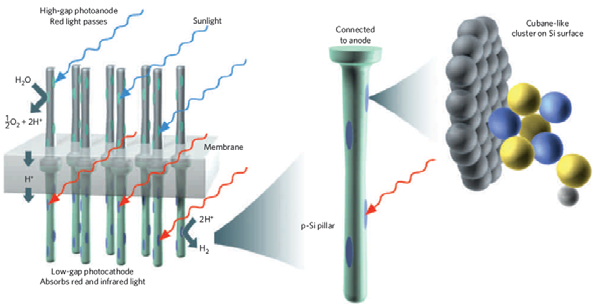 High-gap photoanode
Red light passes
Sunlight
H₂O
½O₂ + 2H⁺
Membrane
H⁺
2H⁺
H₂
Low-gap photocathode
Absorbs red and infrared light
Connected
to anode
p-Si pillar
Cubane-like
cluster on Si surface